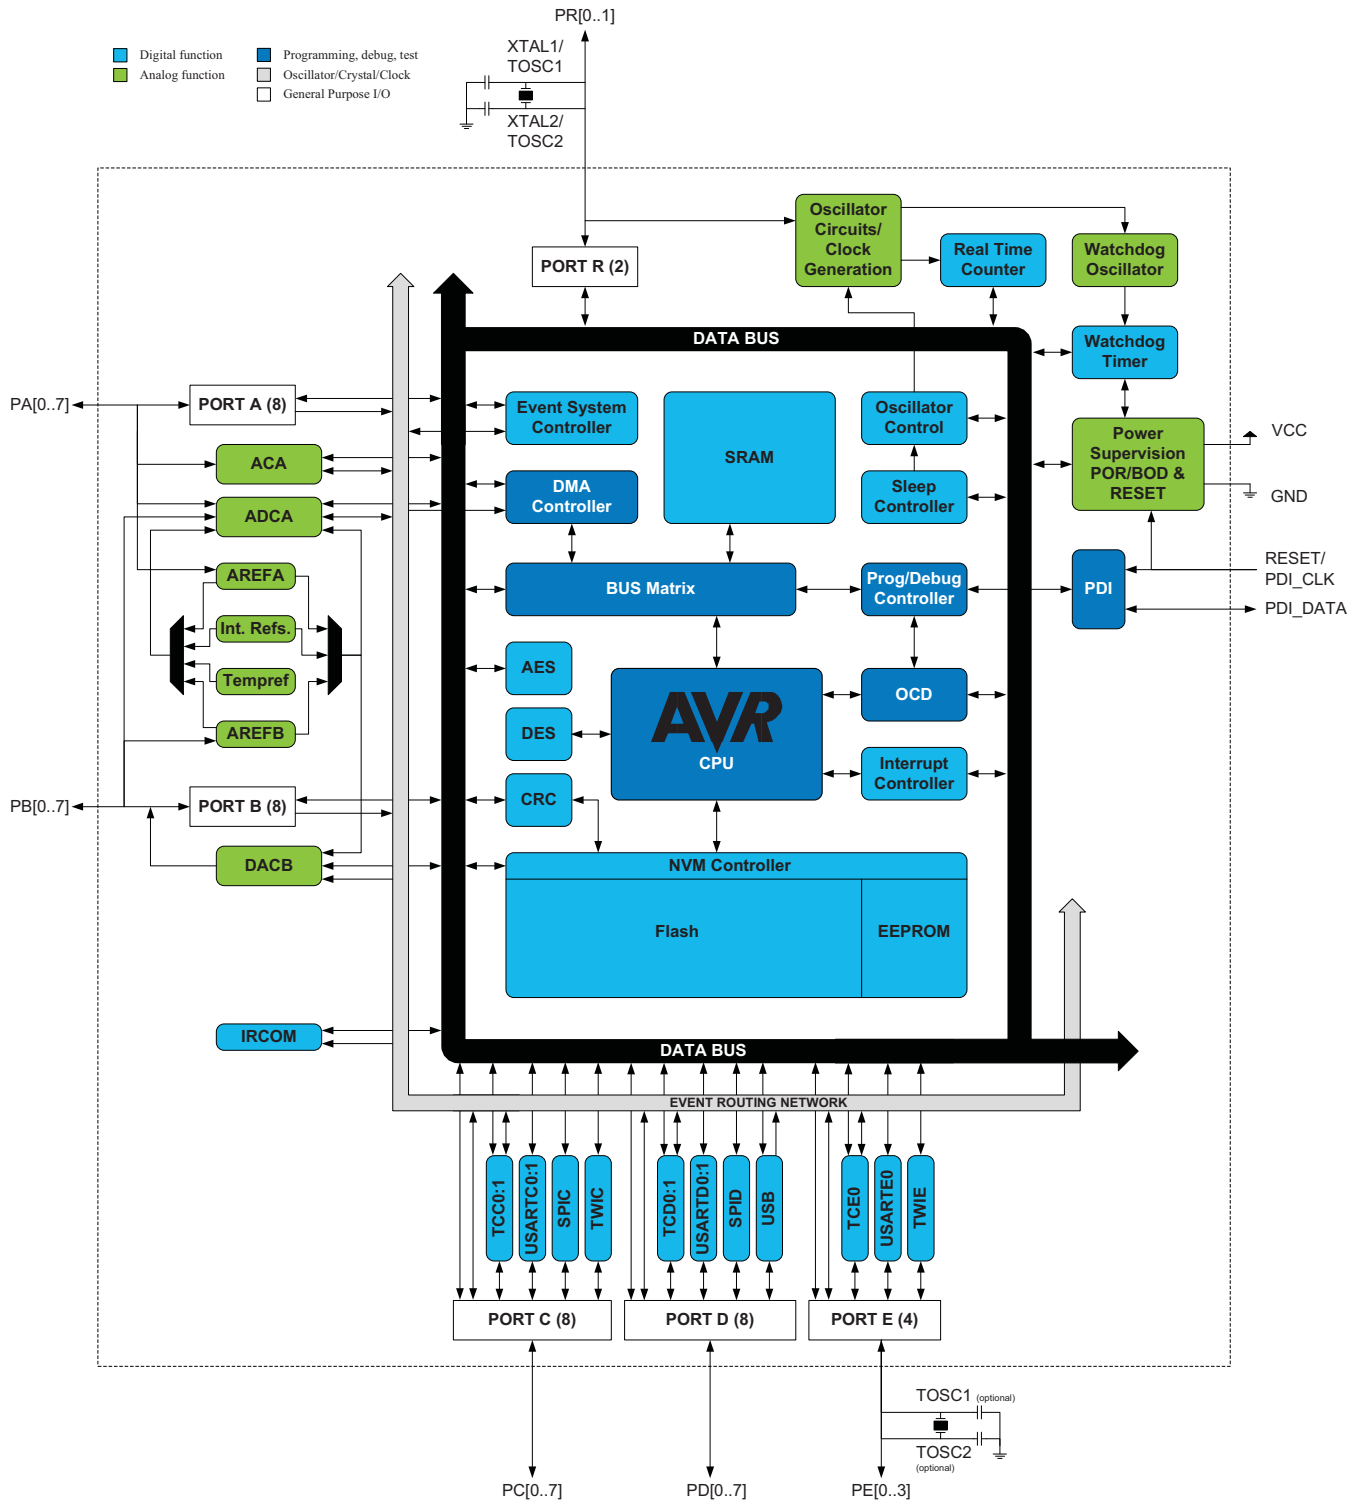 PR[0..1]
Digital function
Analog function
Programming, debug, test
Oscillator/Crystal/Clock
General Purpose I/O
XTAL1/
TOSC1
XTAL2/
TOSC2
Oscillator
Circuits/
Clock
Generation
Real Time
Counter
Watchdog
Oscillator
PORT R (2)
DATA BUS
Watchdog
Timer
PA[0..7]
PORT A (8)
Event System
Controller
SRAM
Oscillator
Control
Power
Supervision
POR/BOD &
RESET
VCC
GND
ACA
DMA
Controller
Sleep
Controller
ADCA
RESET/
PDI_CLK
PDI_DATA
AREFA
BUS Matrix
Prog/Debug
Controller
PDI
Int. Refs.
AES
Tempref
AVR
CPU
OCD
AREFB
DES
Interrupt
Controller
PB[0..7]
PORT B (8)
CRC
DACB
NVM Controller
Flash
EEPROM
IRCOM
DATA BUS
EVENT ROUTING NETWORK
TCC0:1
USARTC0:1
SPIC
TWIC
TCD0:1
USARTD0:1
SPID
USB
TCE0
USARTE0
TWIE
PORT C (8)
PORT D (8)
PORT E (4)
TOSC1 (optional)
TOSC2
(optional)
PC[0..7]
PD[0..7]
PE[0..3]